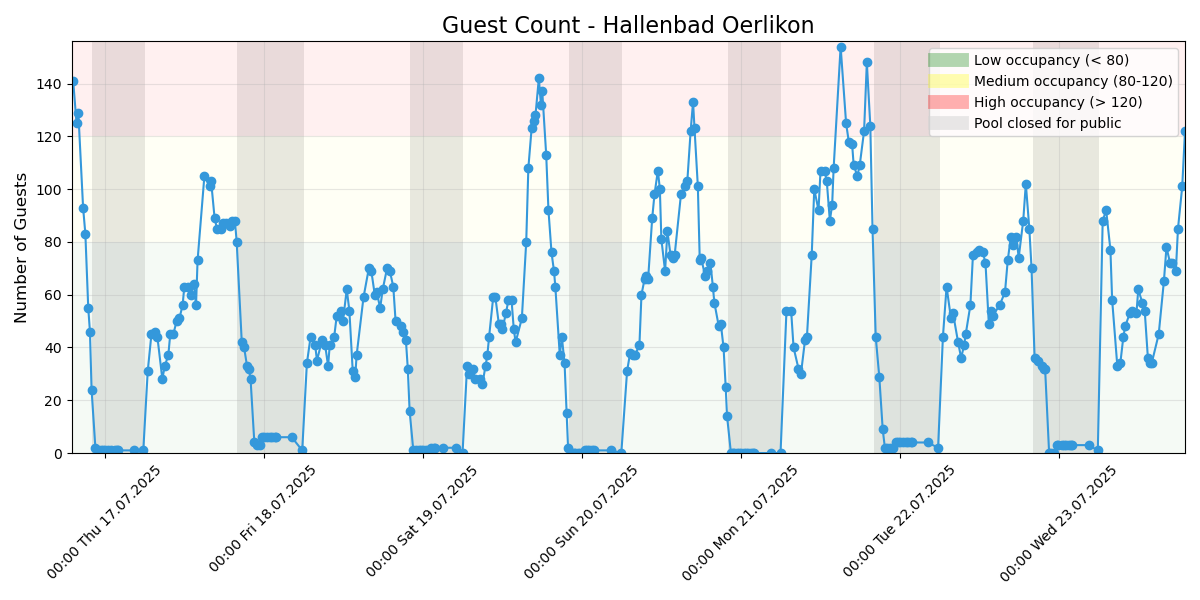 Guest Count - Hallenbad Oerlikon
Number of Guests
140
120
100
80
60
40
20
0
Low occupancy (< 80)
Medium occupancy (80-120)
High occupancy (> 120)
Pool closed for public
00:00 Thu 17.07.2025
00:00 Fri 18.07.2025
00:00 Sat 19.07.2025
00:00 Sun 20.07.2025
00:00 Mon 21.07.2025
00:00 Tue 22.07.2025
00:00 Wed 23.07.2025